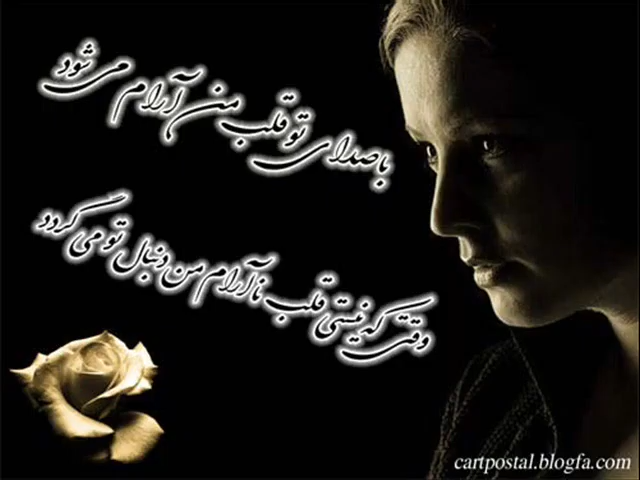 با صدای تو قلب من آرام می شود
وقتی که نیستی قلب ناآرام من دنبال تو می گردد
cartpostal.blogfa.com